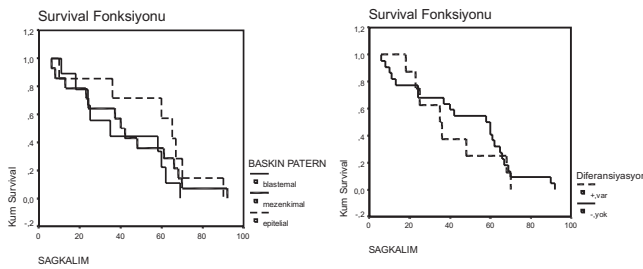 Survival Fonksiyonu
1,2
1,0
,8
,6
,4
,2
0,0
-,2
Kum Survival
0 20 40 60 80 100
SAGKALIM
BASKIN PATERN
blastemal
mezenkimal
epitelial
Survival Fonksiyonu
1,2
1,0
,8
,6
,4
,2
0,0
-,2
Kum Survival
0 20 40 60 80 100
SAGKALIM
Diferansiyasyon
+,var
-,yok